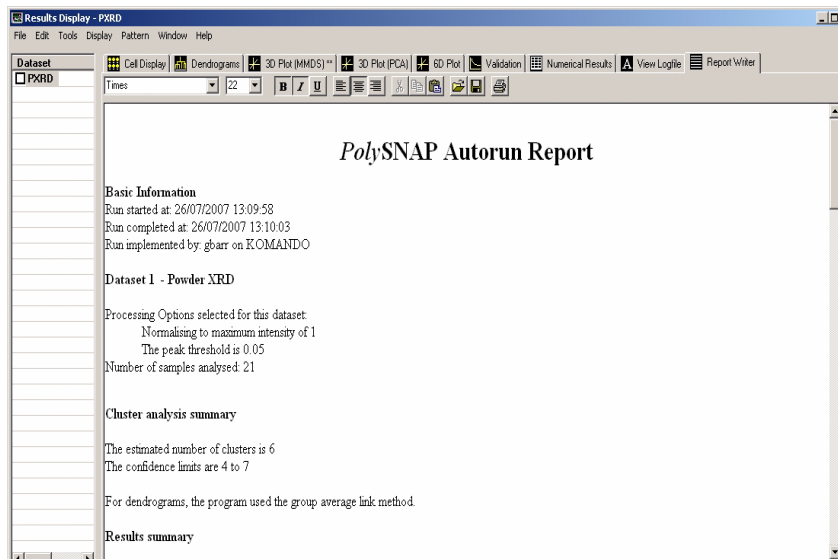 Results Display - PXRD
File Edit Tools Display Pattern Window Help
Dataset
PXRD
Cell Display Dendrograms 3D Plot (MMDS) ** 3D Plot (PCA) 6D Plot Validation Numerical Results View Logfile Report Writer
Times 22 B I U
PolySNAP Autorun Report
Basic Information
Run started at: 26/07/2007 13:09:58
Run completed at: 26/07/2007 13:10:03
Run implemented by: gbarr on KOMANDO
Dataset 1 - Powder XRD
Processing Options selected for this dataset:
Normalising to maximum intensity of 1
The peak threshold is 0.05
Number of samples analysed: 21
Cluster analysis summary
The estimated number of clusters is 6
The confidence limits are 4 to 7
For dendrograms, the program used the group average link method.
Results summary